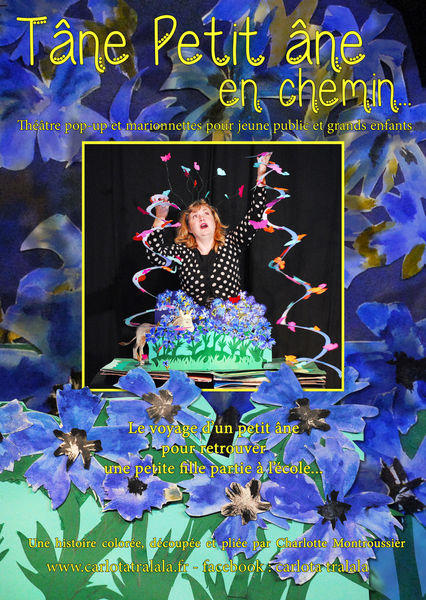 Tâne Petit âne
en chemin...
Théâtre pop-up et marionnettes pour jeune public et grands enfants
Le voyage d'un petit âne
pour retrouver
une petite fille partie à l'école...
Une histoire colorée, découpée et pliée par Charlotte Montroussier
www.carlotatralala.fr - facebook : carlota tralala